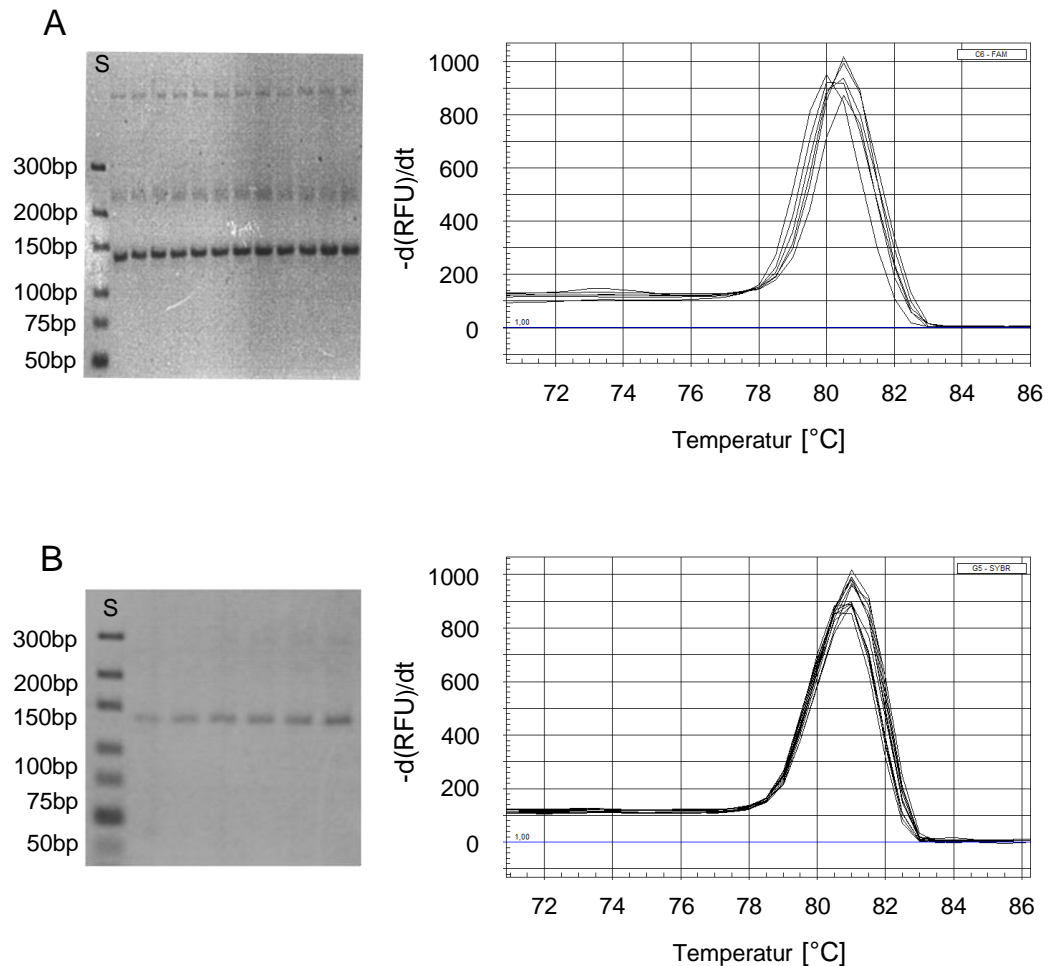 A
S
300bp
200bp
150bp
100bp
75bp
50bp
C6 - FAM
1000
800
600
400
200
0
-d(RFU)/dt
1,00
72 74 76 78 80 82 84 86
Temperatur [°C]
B
S
300bp
200bp
150bp
100bp
75bp
50bp
G5 - SYBR
1000
800
600
400
200
0
-d(RFU)/dt
1,00
72 74 76 78 80 82 84 86
Temperatur [°C]